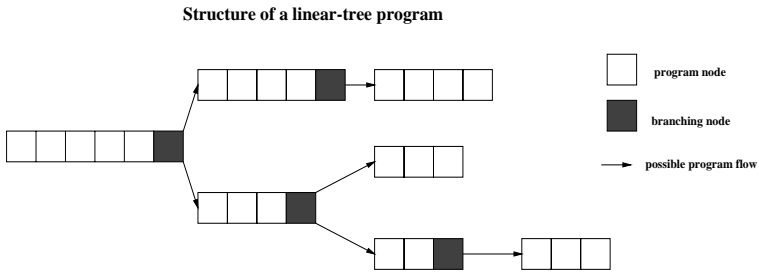 Structure of a linear-tree program
program node
branching node
possible program flow